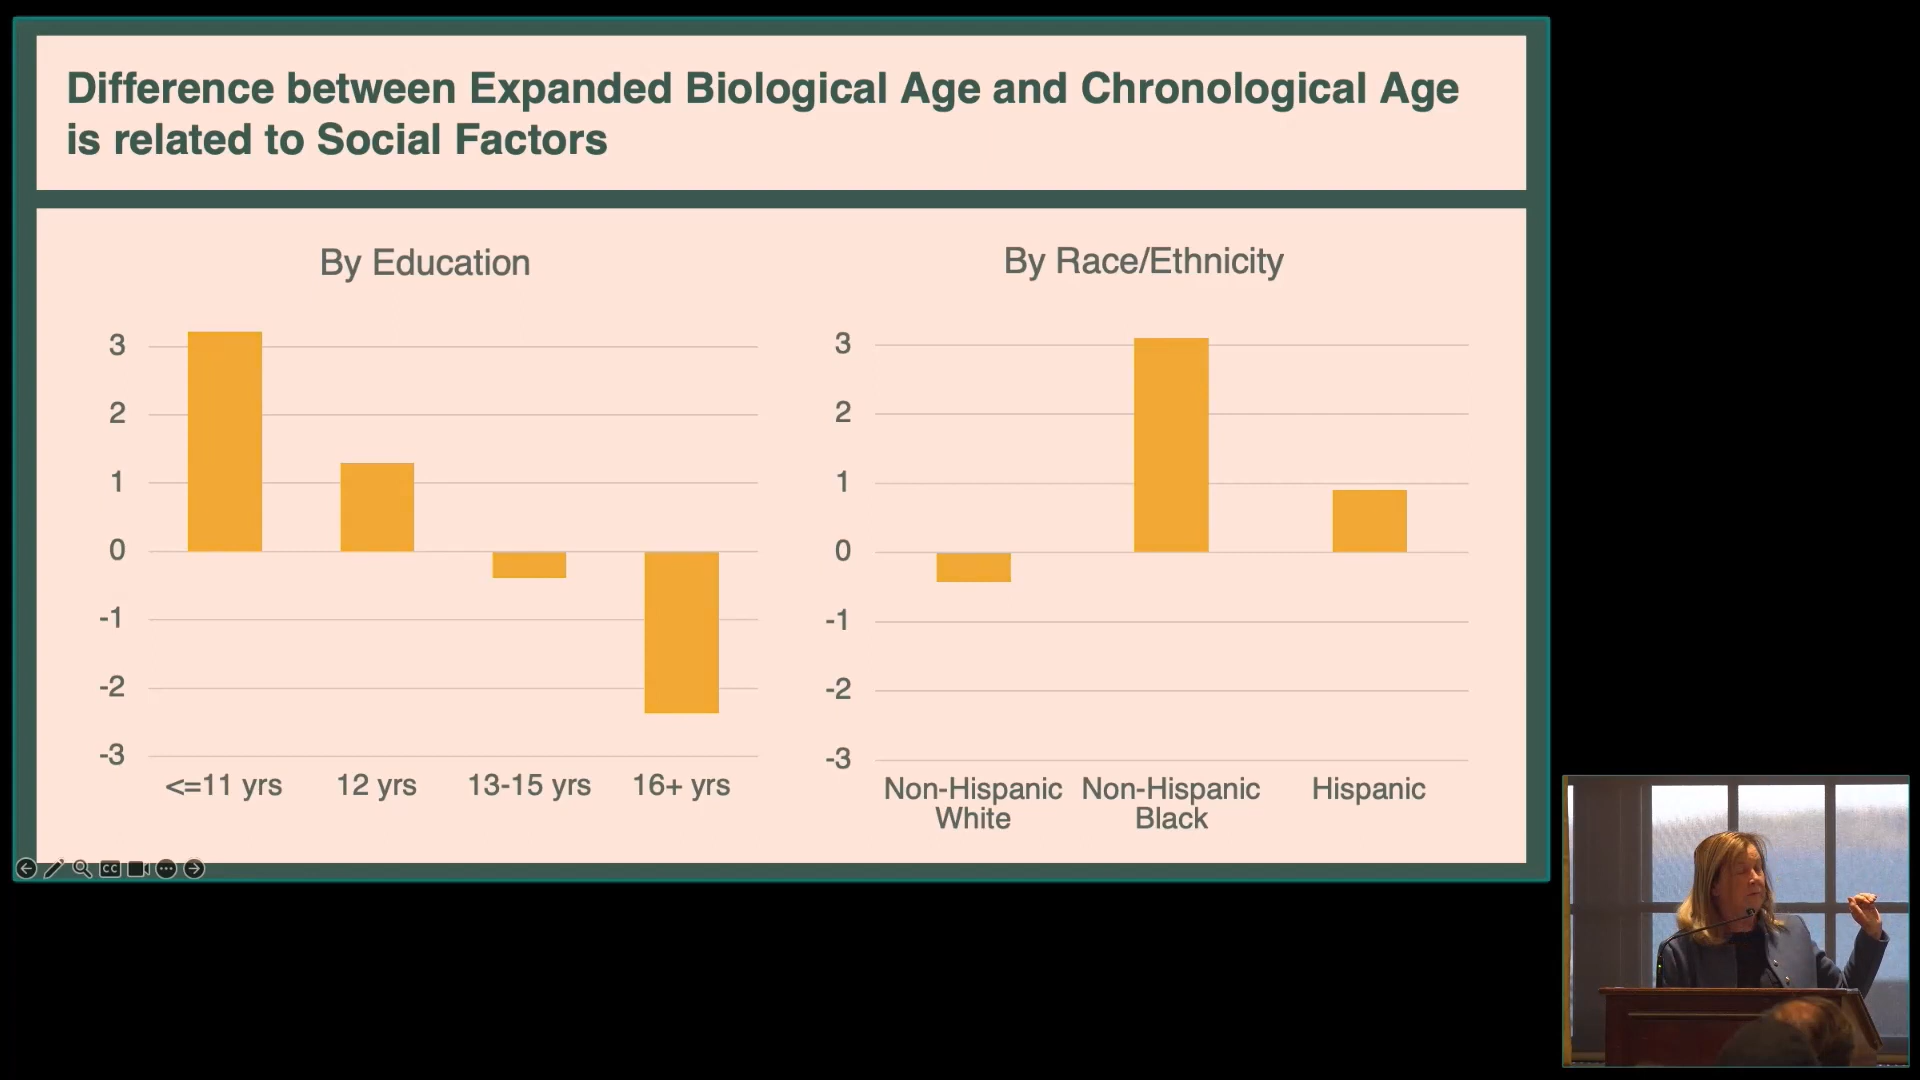 Difference between Expanded Biological Age and Chronological Age
is related to Social Factors
By Education
3
2
1
0
-1
-2
-3
<=11 yrs
12 yrs
13-15 yrs
16+ yrs
By Race/Ethnicity
3
2
1
0
-1
-2
-3
Non-Hispanic
White
Non-Hispanic
Black
Hispanic
CC